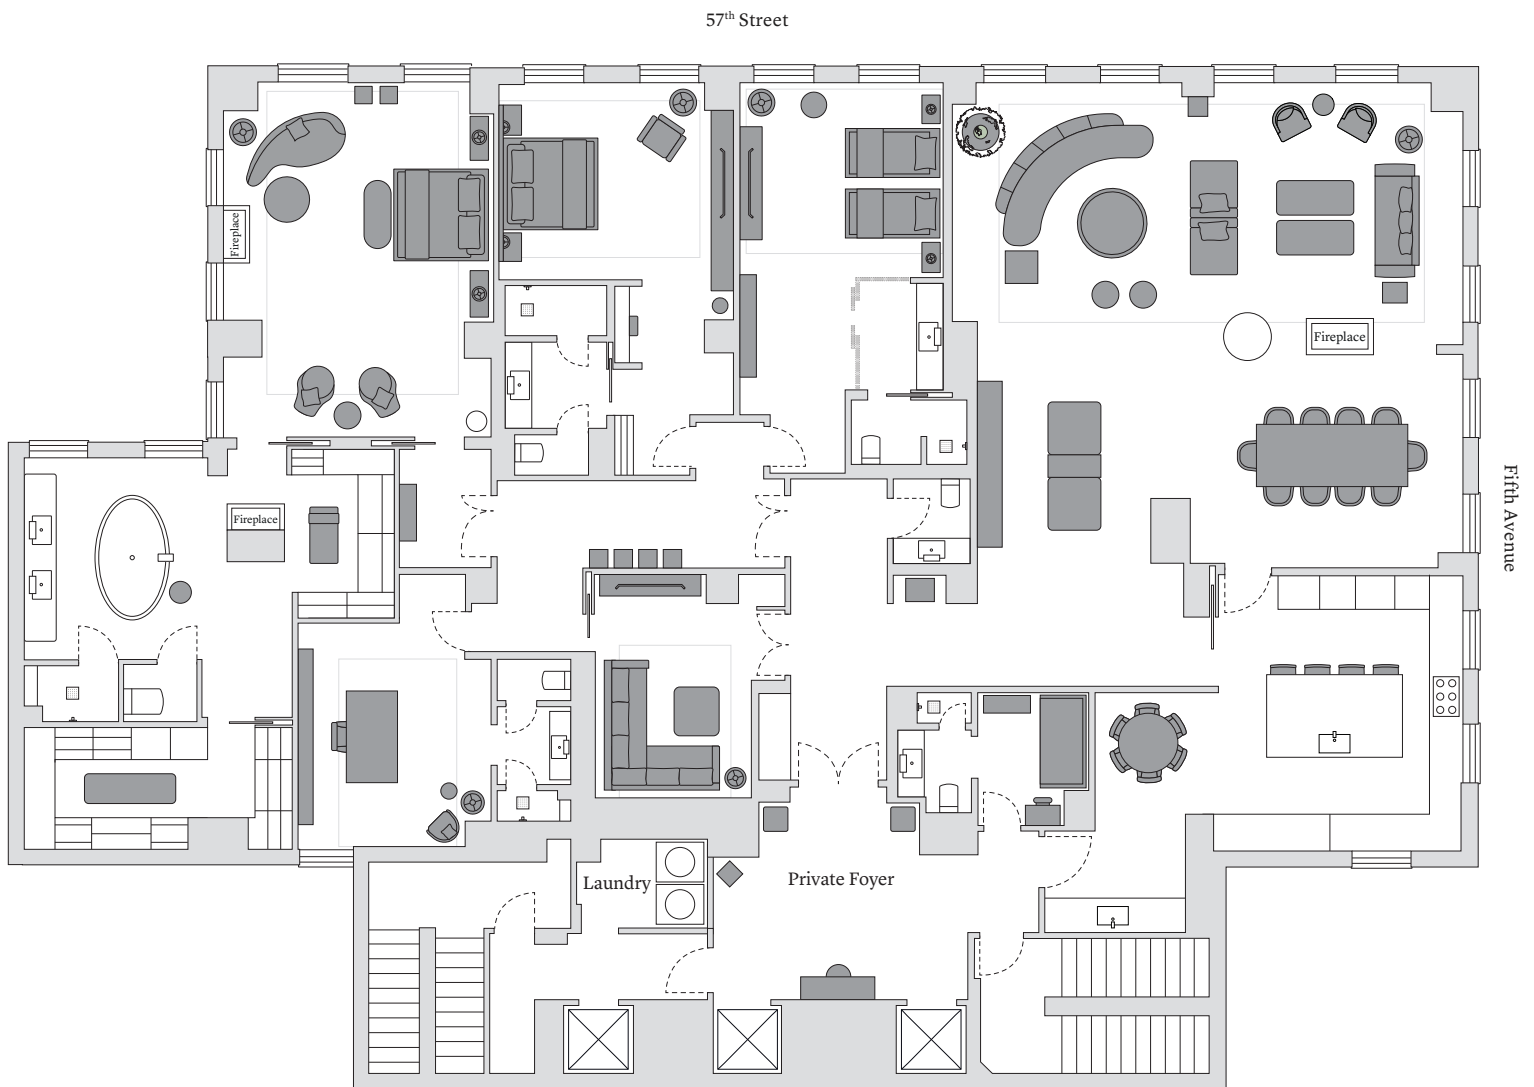 57th Street
Fireplace
Fireplace
Fifth Avenue
Fireplace
Laundry
Private Foyer